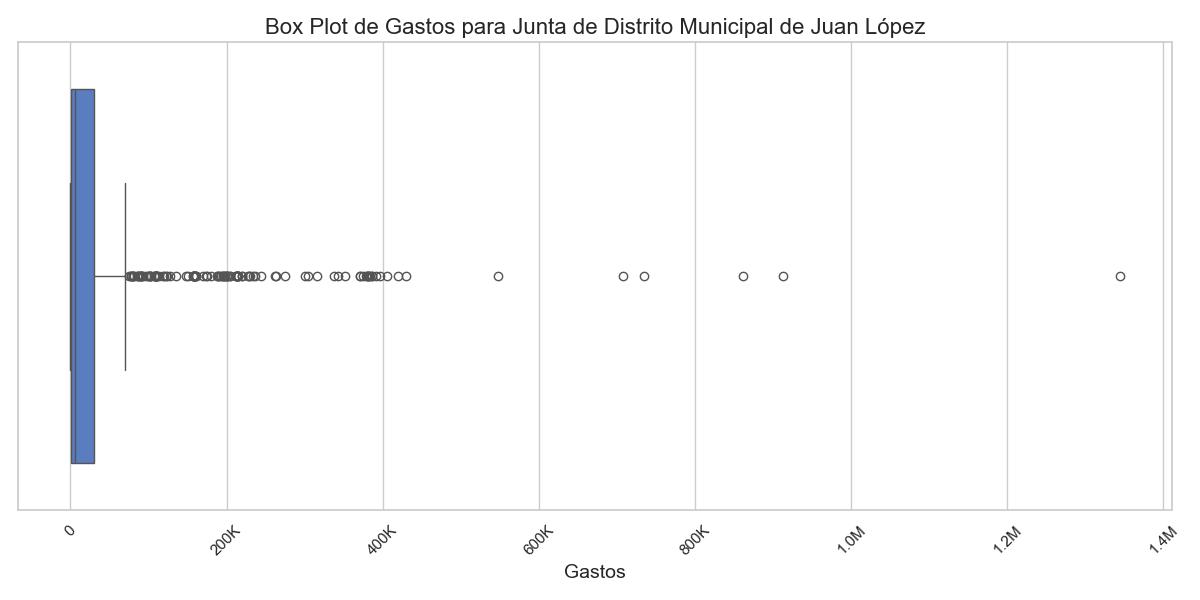 Box Plot de Gastos para Junta de Distrito Municipal de Juan López
0
200K
400K
600K
800K
1.0M
1.2M
1.4M
Gastos